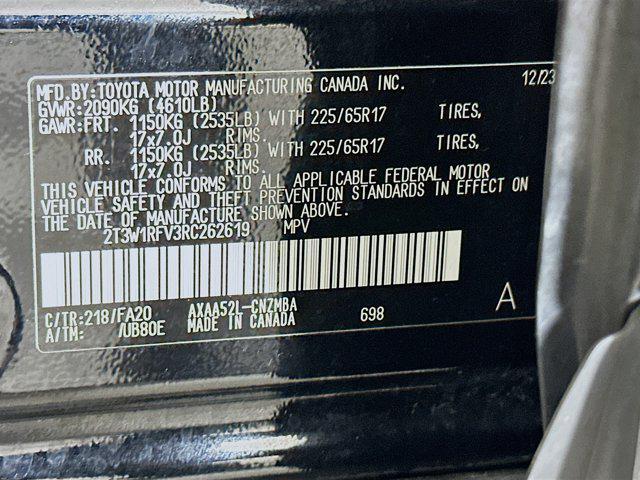 MFD.BY:TOYOTA MOTOR MANUFACTURING CANADA INC. 12/23
GVWR:2090KG (4610LB)
GAWR:FRT. 1150KG (2535LB) WITH 225/65R17 TIRES,
17x7.0J RIMS.
RR. 1150KG (2535LB) WITH 225/65R17 TIRES,
17x7.0J RIMS.
THIS VEHICLE CONFORMS TO ALL APPLICABLE FEDERAL MOTOR
VEHICLE SAFETY AND THEFT PREVENTION STANDARDS IN EFFECT ON
THE DATE OF MANUFACTURE SHOWN ABOVE.
2T3W1RFV3RC262619 MPV
C/TR:218/FA20 AXAA52L-CNZMBA 698 A
A/TM: /UB80E MADE IN CANADA